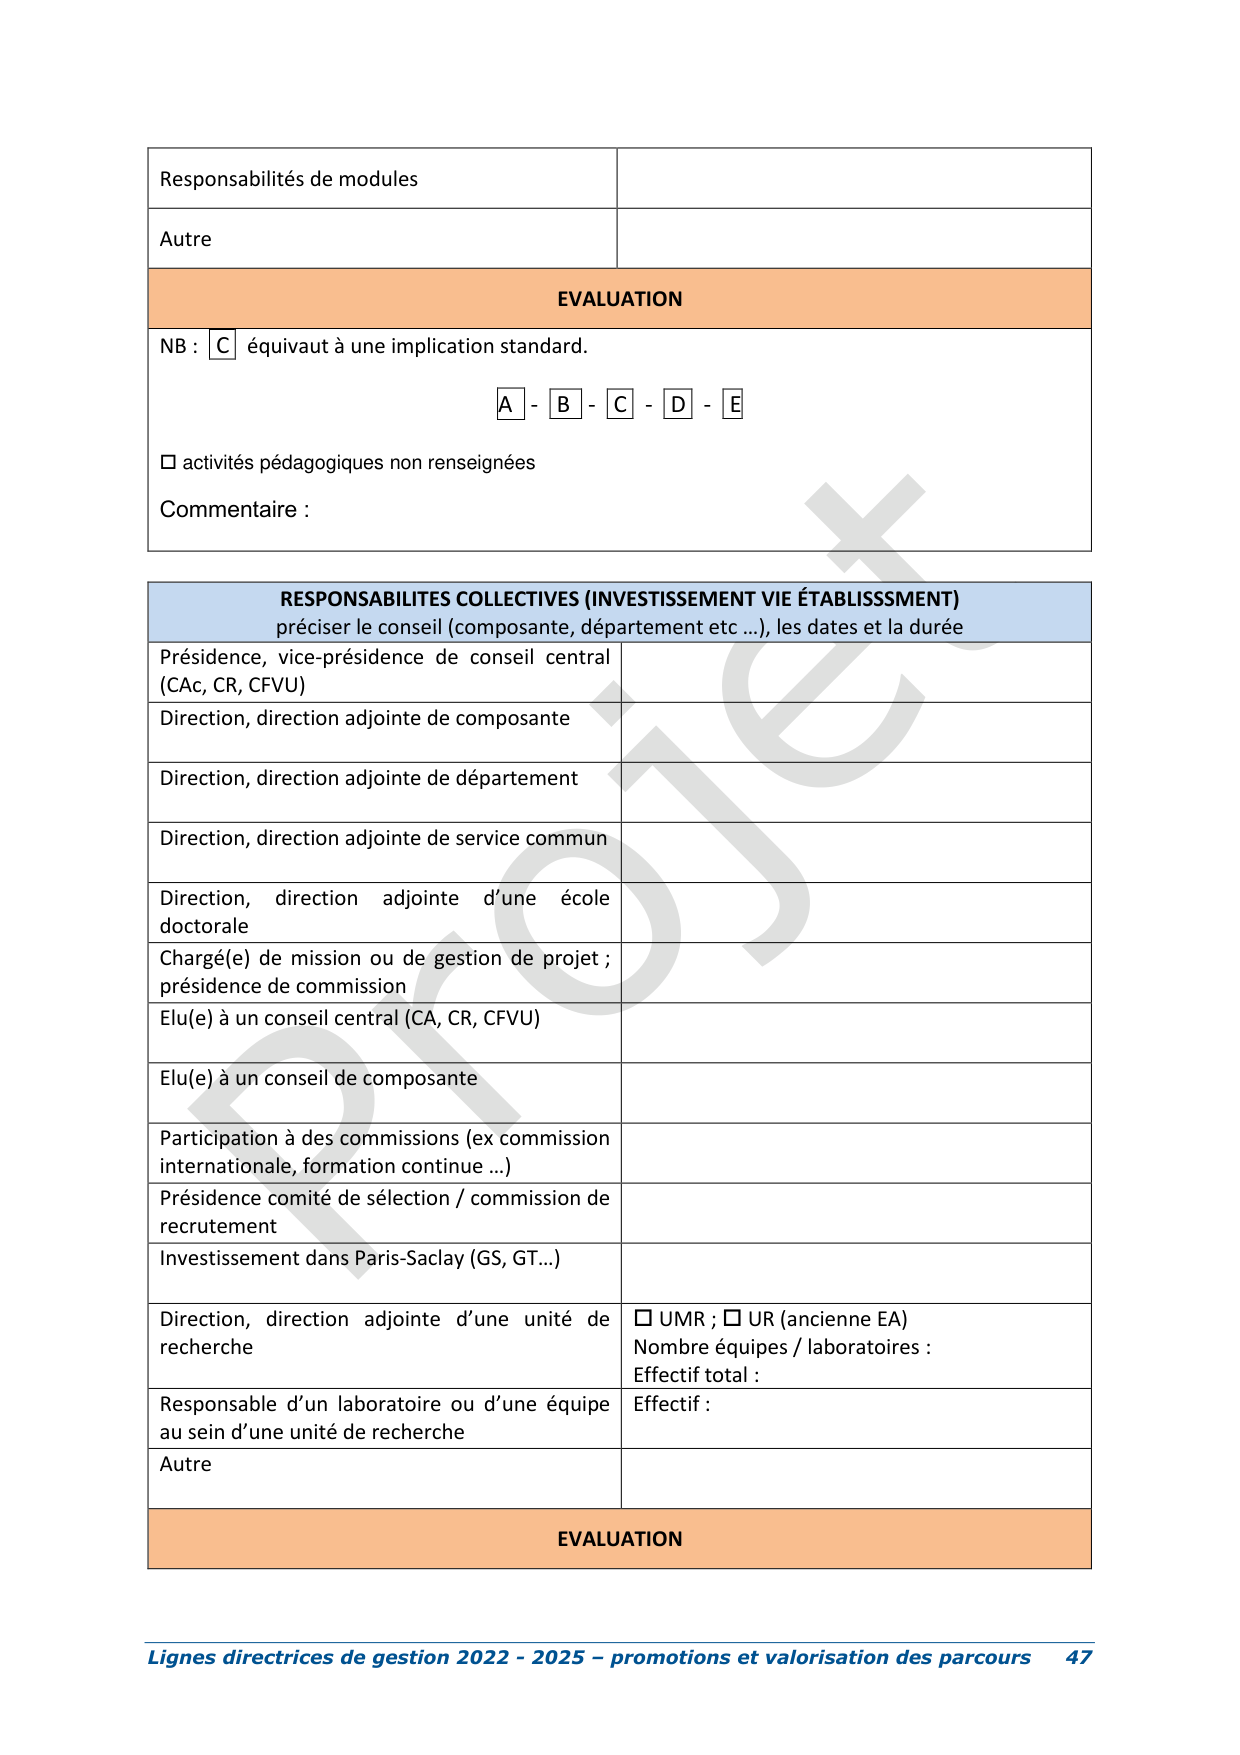 Responsabilités de modules
Autre
EVALUATION
NB : C équivaut à une implication standard.
A - B - C - D - E
☐ activités pédagogiques non renseignées
Commentaire :
RESPONSABILITES COLLECTIVES (INVESTISSEMENT VIE ÉTABLISSSMENT)
préciser le conseil (composante, département etc …), les dates et la durée
Présidence, vice-présidence de conseil central
(CAc, CR, CFVU)
Direction, direction adjointe de composante
Direction, direction adjointe de département
Direction, direction adjointe de service commun
Direction, direction adjointe d’une école
doctorale
Chargé(e) de mission ou de gestion de projet ;
présidence de commission
Elu(e) à un conseil central (CA, CR, CFVU)
Elu(e) à un conseil de composante
Participation à des commissions (ex commission
internationale, formation continue …)
Présidence comité de sélection / commission de
recrutement
Investissement dans Paris-Saclay (GS, GT…)
Direction, direction adjointe d’une unité de
recherche
☐ UMR ; ☐ UR (ancienne EA)
Nombre équipes / laboratoires :
Effectif total :
Responsable d’un laboratoire ou d’une équipe
au sein d’une unité de recherche
Effectif :
Autre
EVALUATION
Projet
Lignes directrices de gestion 2022 - 2025 – promotions et valorisation des parcours 47